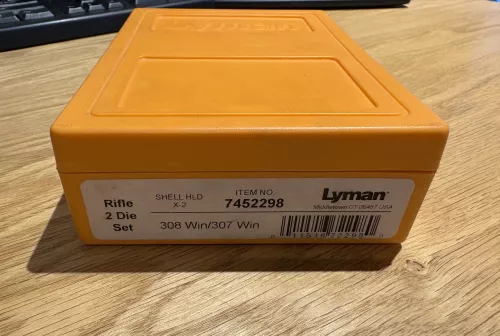 Lyman
Rifle
2 Die
Set
SHELL HLD
X-2
ITEM NO.
7452298
Lyman
Middletown CT 06457 USA
308 Win/307 Win